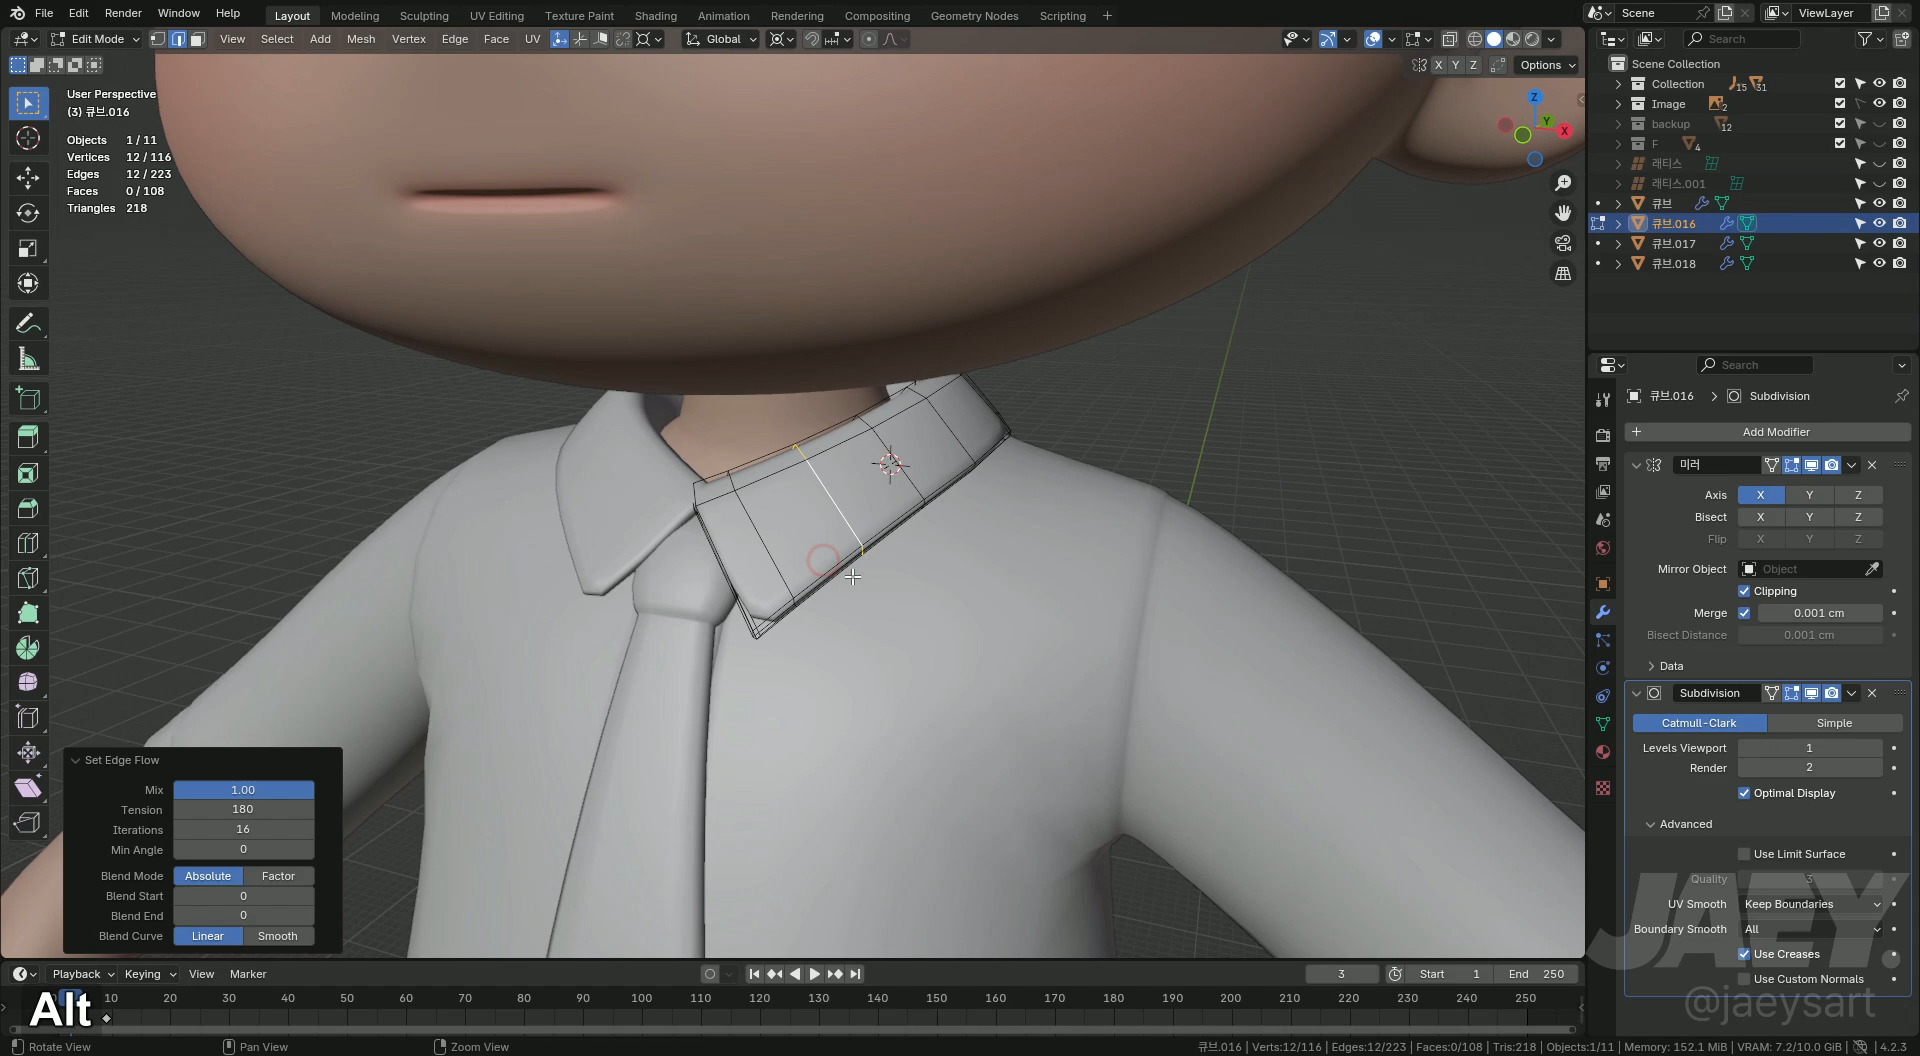 File Edit Render Window Help Layout Modeling Sculpting UV Editing Texture Paint Shading Animation Rendering Compositing Geometry Nodes Scripting + Scene ViewLayer
Edit Mode View Select Add Mesh Vertex Edge Face UV Global Search
X Y Z Options
User Perspective
(3) 큐브.016
Objects 1 / 11
Vertices 12 / 116
Edges 12 / 223
Faces 0 / 108
Triangles 218
Z
Y
X
Scene Collection
Collection 15 31
Image 2
backup 12
F 4
래티스
래티스.001
큐브
큐브.016
큐브.017
큐브.018
Search
큐브.016 > Subdivision
+ Add Modifier
미러
Axis X Y Z
Bisect X Y Z
Flip X Y Z
Mirror Object Object
Clipping
Merge 0.001 cm
Bisect Distance 0.001 cm
Data
Subdivision
Catmull-Clark Simple
Levels Viewport 1
Render 2
Optimal Display
Advanced
Use Limit Surface
Quality 3
UV Smooth Keep Boundaries
Boundary Smooth All
Use Creases
Use Custom Normals
JAEY.
@jaeysart
Set Edge Flow
Mix 1.00
Tension 180
Iterations 16
Min Angle 0
Blend Mode Absolute Factor
Blend Start 0
Blend End 0
Blend Curve Linear Smooth
Playback Keying View Marker 3 Start 1 End 250
10 20 30 40 50 60 70 80 90 100 110 120 130 140 150 160 170 180 190 200 210 220 230 240 250
Alt
Rotate View Pan View Zoom View 큐브.016 | Verts:12/116 | Edges:12/223 | Faces:0/108 | Tris:218 | Objects:1/11 | Memory: 152.1 MiB | VRAM: 7.2/10.0 GiB | 4.2.3